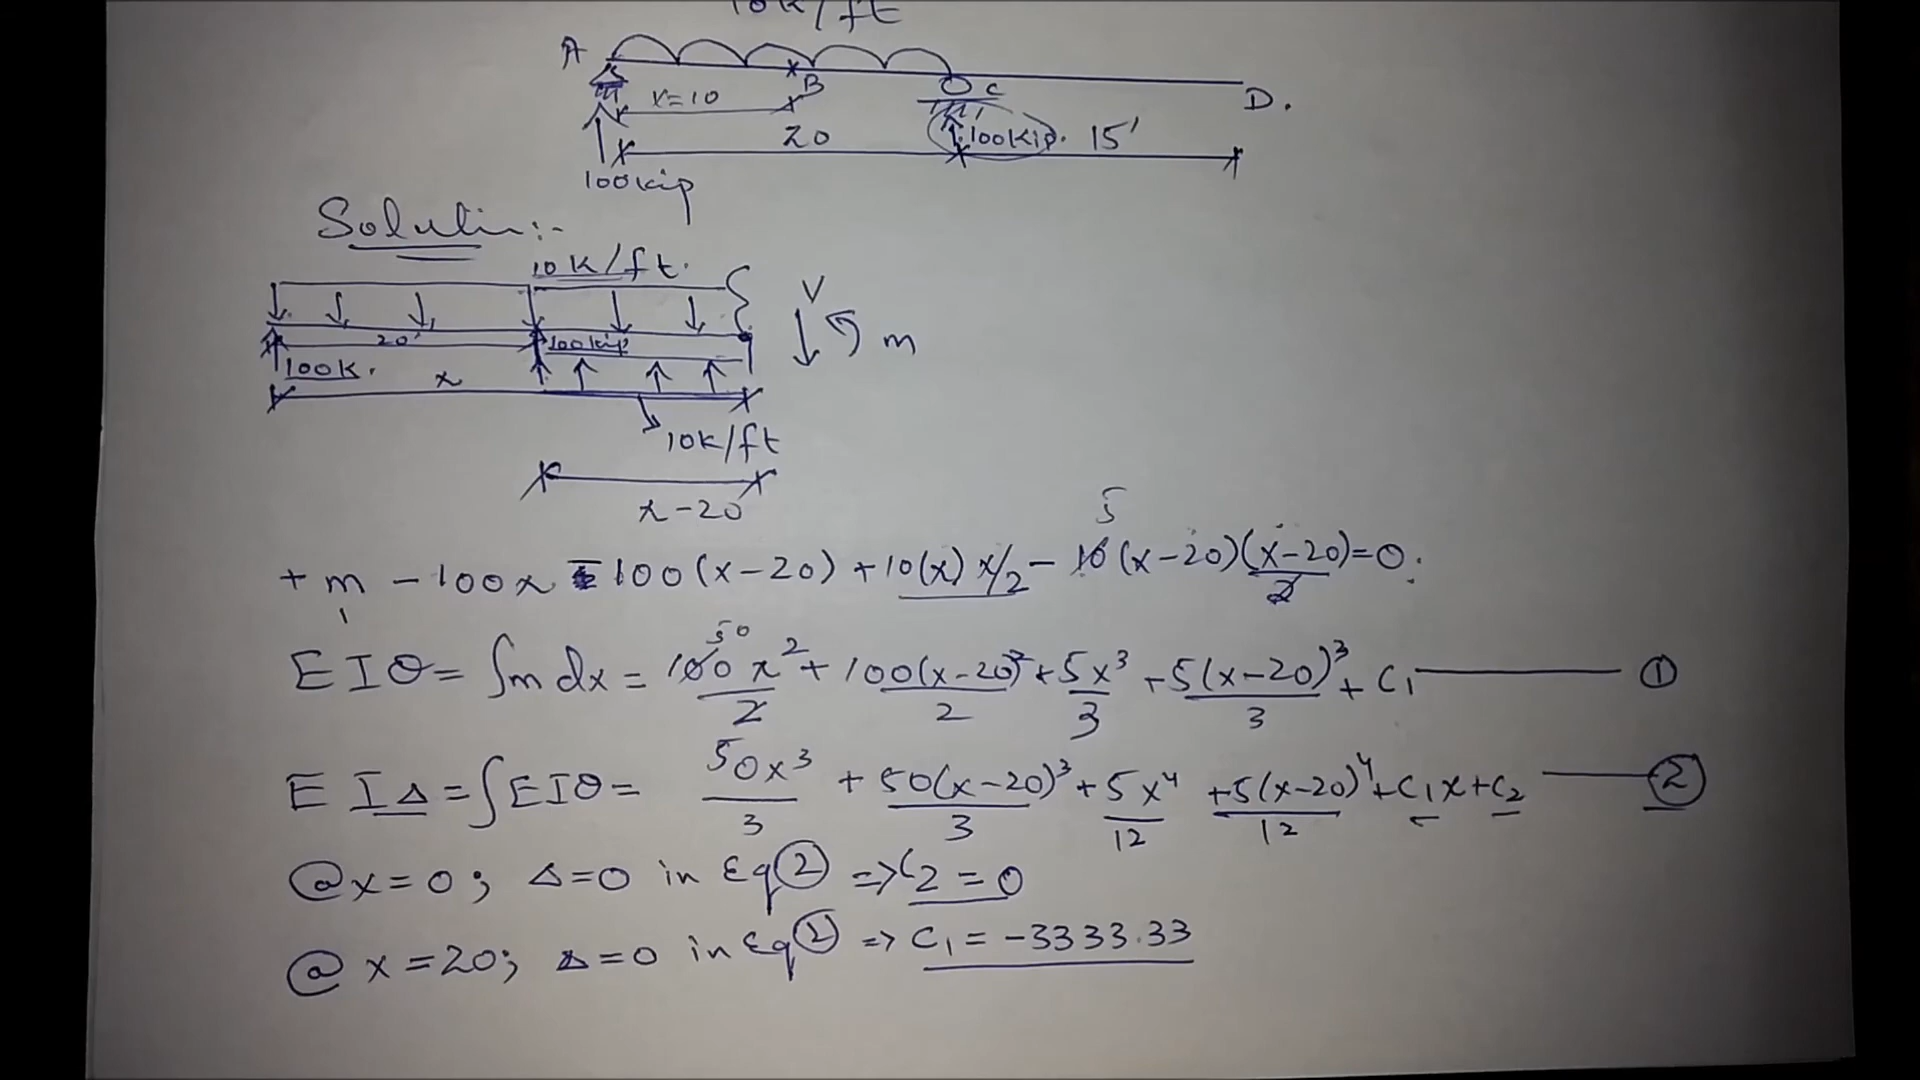 10K/ft
A
x=10 B C D.
20 100Kip. 15'
100kip
Solutin:-
10K/ft.
V
20' 100kip m
100K. x
10K/ft
x-20
5
+ m - 100x - 100(x-20) + 10(x) x/2 - 10(x-20)(x-20)/2 = 0.
50
EIθ = ∫m dx = 100x²/2 + 100(x-20)²/2 + 5x³/3 + 5(x-20)³/3 + C₁ ——— ①
EIΔ = ∫EIθ = 50x³/3 + 50(x-20)³/3 + 5x⁴/12 + 5(x-20)⁴/12 + C₁x + C₂ ——— ②
@x=0; Δ=0 in Eq② => C2 = 0
@ x=20; Δ=0 in Eq② => C₁ = -3333.33